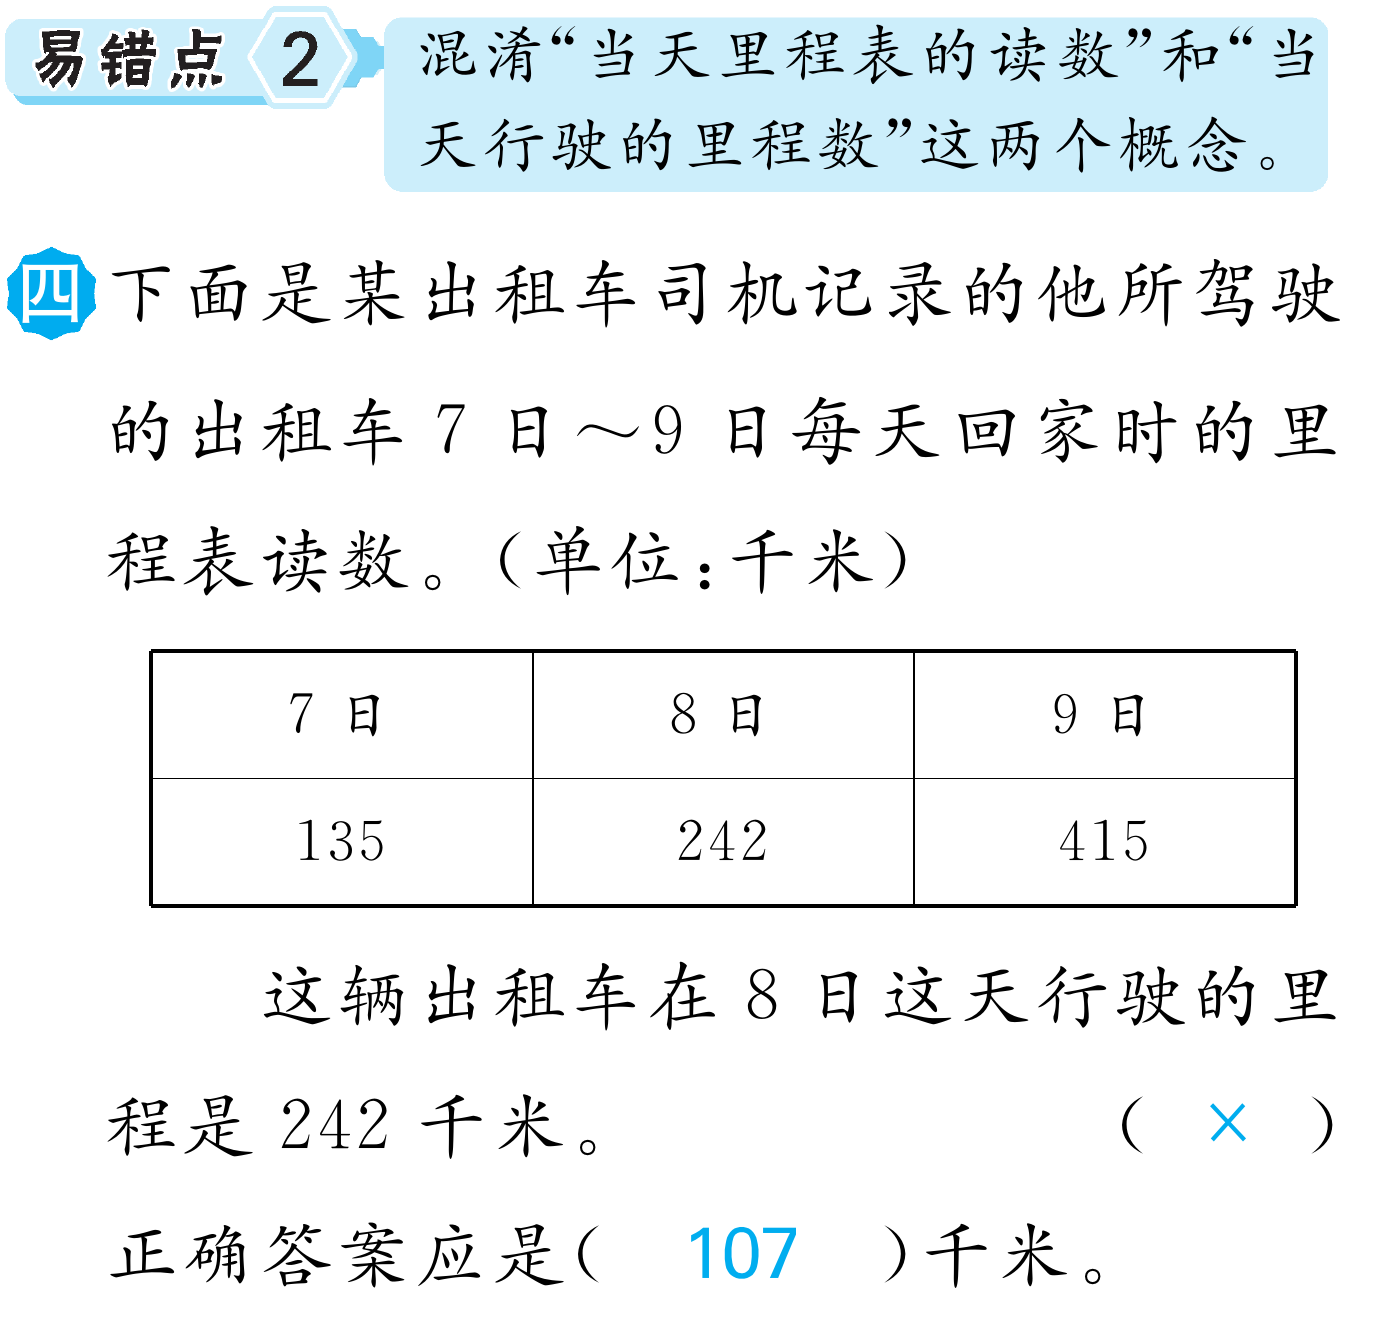 易错点 2 混淆“当天里程表的读数”和“当
天行驶的里程数”这两个概念。
四 下面是某出租车司机记录的他所驾驶
的出租车 7 日～9 日每天回家时的里
程表读数。（单位：千米）
7 日 8 日 9 日
135 242 415
这辆出租车在 8 日这天行驶的里
程是 242 千米。 （ × ）
正确答案应是（ 107 ）千米。